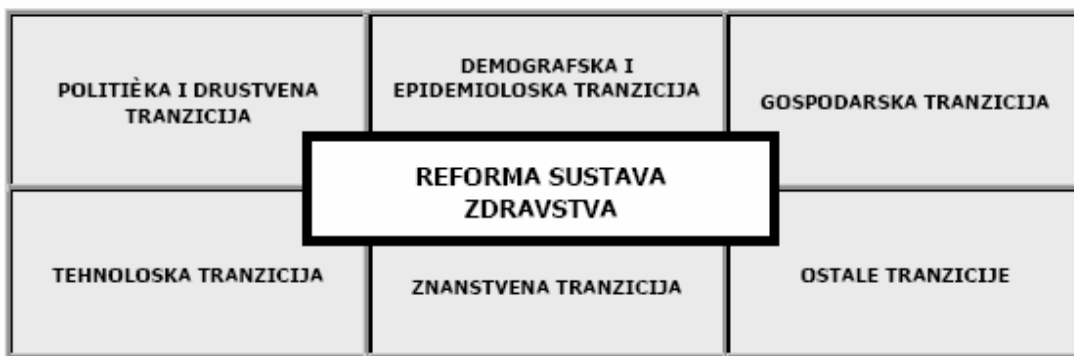 POLITIÈKA I DRUSTVENA
TRANZICIJA
DEMOGRAFSKA I
EPIDEMIOLOSKA TRANZICIJA
GOSPODARSKA TRANZICIJA
REFORMA SUSTAVA
ZDRAVSTVA
TEHNOLOSKA TRANZICIJA
ZNANSTVENA TRANZICIJA
OSTALE TRANZICIJE